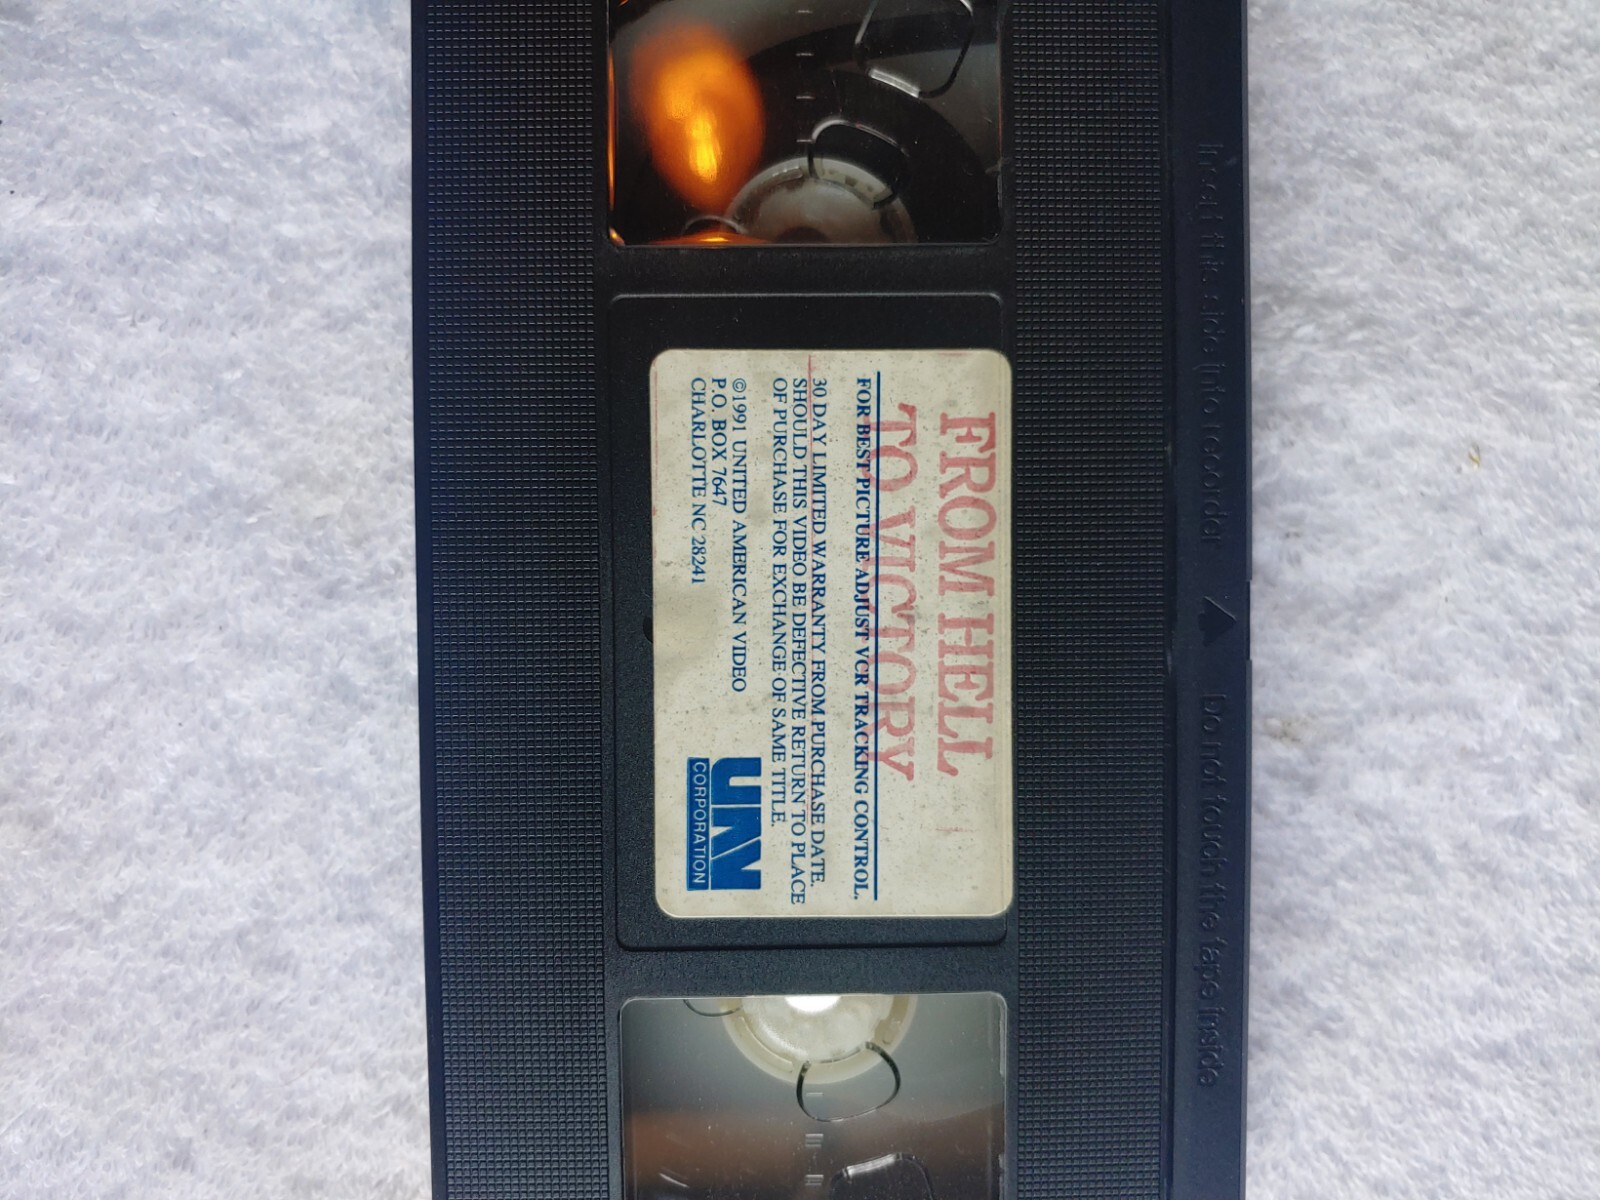 Insert this side into recorder ▲ Do not touch the tape inside
FROM HELL
TO VICTORY
FOR BEST PICTURE ADJUST VCR TRACKING CONTROL.
30 DAY LIMITED WARRANTY FROM PURCHASE DATE.
SHOULD THIS VIDEO BE DEFECTIVE RETURN TO PLACE
OF PURCHASE FOR EXCHANGE OF SAME TITLE.
©1991 UNITED AMERICAN VIDEO
P.O. BOX 7647
CHARLOTTE NC 28241
UAV
CORPORATION